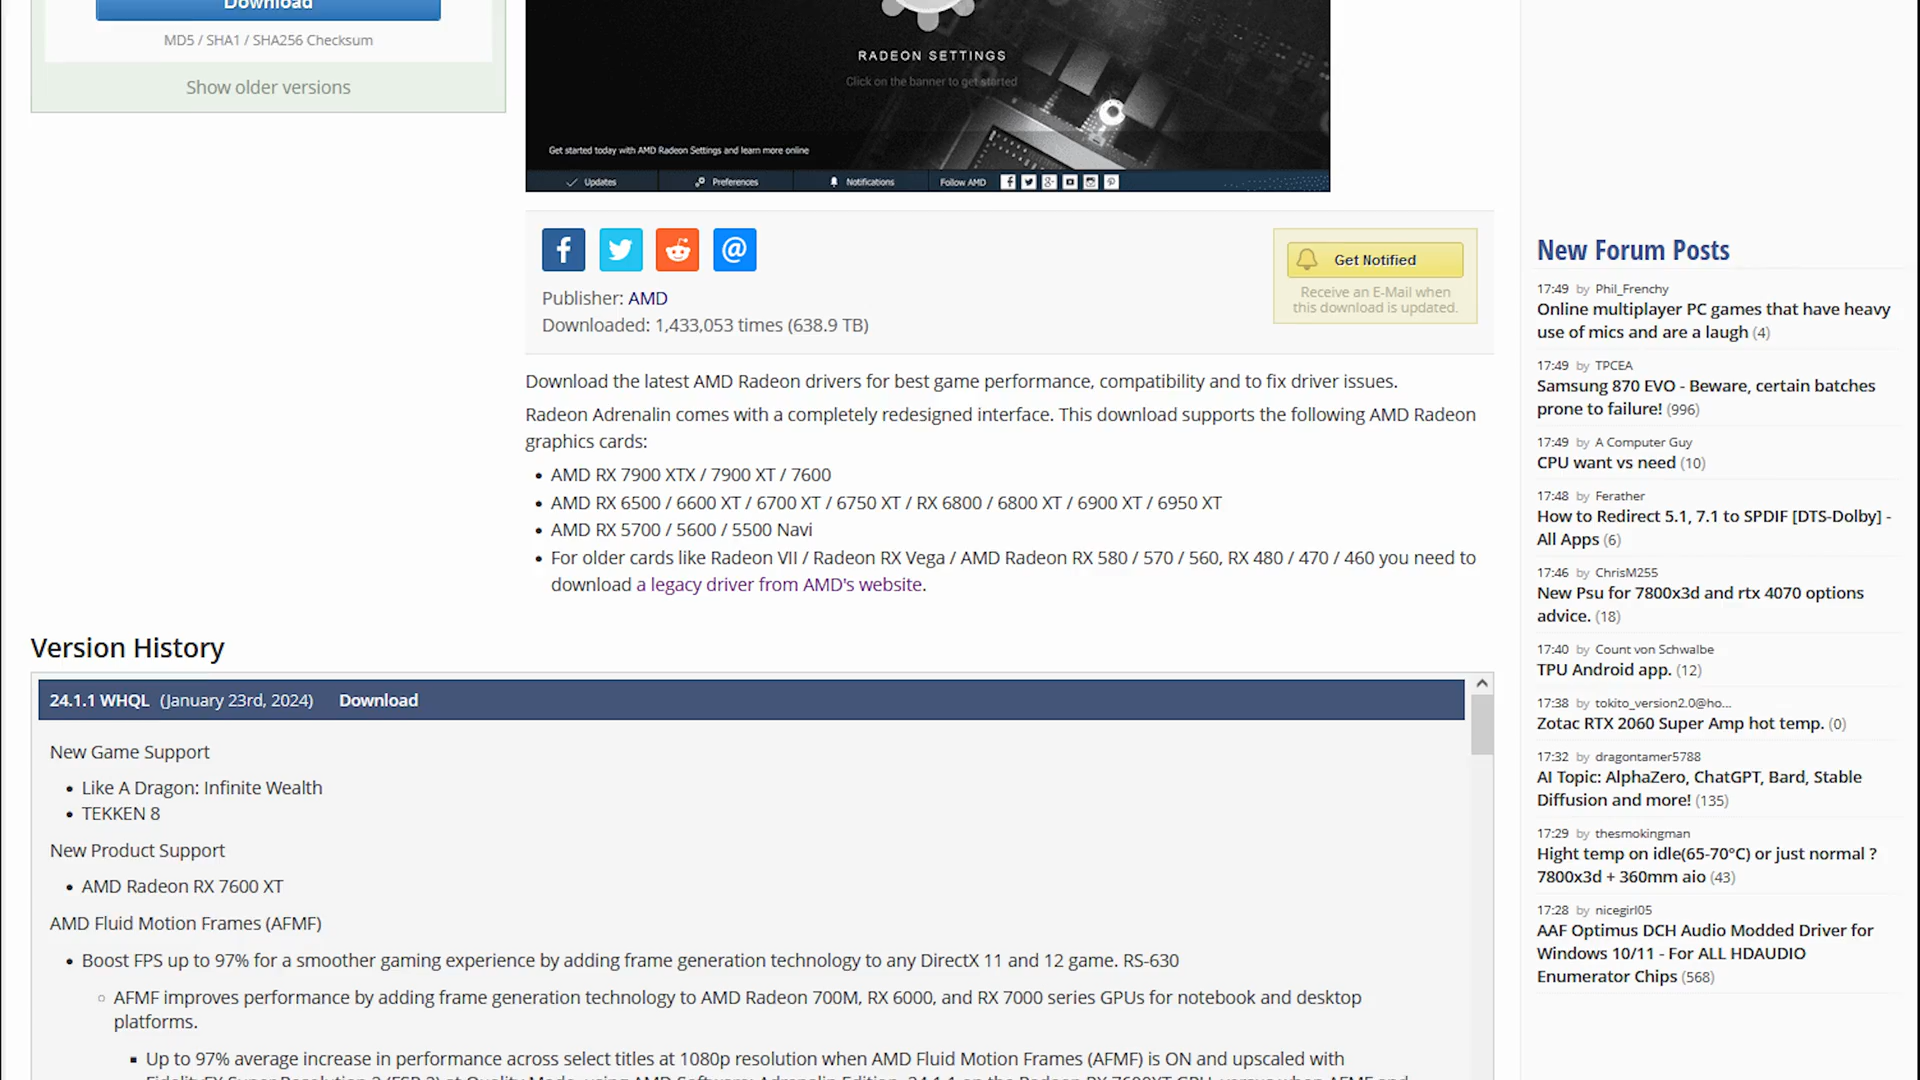 Download
MD5 / SHA1 / SHA256 Checksum
Show older versions
RADEON SETTINGS
Click on the banner to get started
Get started today with AMD Radeon Settings and learn more online
Updates
Preferences
Notifications
Follow AMD
Publisher: AMD
Downloaded: 1,433,053 times (638.9 TB)
Get Notified
Receive an E-Mail when
this download is updated.
Download the latest AMD Radeon drivers for best game performance, compatibility and to fix driver issues.
Radeon Adrenalin comes with a completely redesigned interface. This download supports the following AMD Radeon
graphics cards:
AMD RX 7900 XTX / 7900 XT / 7600
AMD RX 6500 / 6600 XT / 6700 XT / 6750 XT / RX 6800 / 6800 XT / 6900 XT / 6950 XT
AMD RX 5700 / 5600 / 5500 Navi
For older cards like Radeon VII / Radeon RX Vega / AMD Radeon RX 580 / 570 / 560, RX 480 / 470 / 460 you need to
download a legacy driver from AMD's website.
Version History
24.1.1 WHQL (January 23rd, 2024) Download
New Game Support
Like A Dragon: Infinite Wealth
TEKKEN 8
New Product Support
AMD Radeon RX 7600 XT
AMD Fluid Motion Frames (AFMF)
Boost FPS up to 97% for a smoother gaming experience by adding frame generation technology to any DirectX 11 and 12 game. RS-630
AFMF improves performance by adding frame generation technology to AMD Radeon 700M, RX 6000, and RX 7000 series GPUs for notebook and desktop
platforms.
Up to 97% average increase in performance across select titles at 1080p resolution when AMD Fluid Motion Frames (AFMF) is ON and upscaled with
New Forum Posts
17:49 by Phil_Frenchy
Online multiplayer PC games that have heavy
use of mics and are a laugh (4)
17:49 by TPCEA
Samsung 870 EVO - Beware, certain batches
prone to failure! (996)
17:49 by A Computer Guy
CPU want vs need (10)
17:48 by Ferather
How to Redirect 5.1, 7.1 to SPDIF [DTS-Dolby] -
All Apps (6)
17:46 by ChrisM255
New Psu for 7800x3d and rtx 4070 options
advice. (18)
17:40 by Count von Schwalbe
TPU Android app. (12)
17:38 by tokito_version2.0@ho...
Zotac RTX 2060 Super Amp hot temp. (0)
17:32 by dragontamer5788
AI Topic: AlphaZero, ChatGPT, Bard, Stable
Diffusion and more! (135)
17:29 by thesmokingman
Hight temp on idle(65-70°C) or just normal ?
7800x3d + 360mm aio (43)
17:28 by nicegirl05
AAF Optimus DCH Audio Modded Driver for
Windows 10/11 - For ALL HDAUDIO
Enumerator Chips (568)